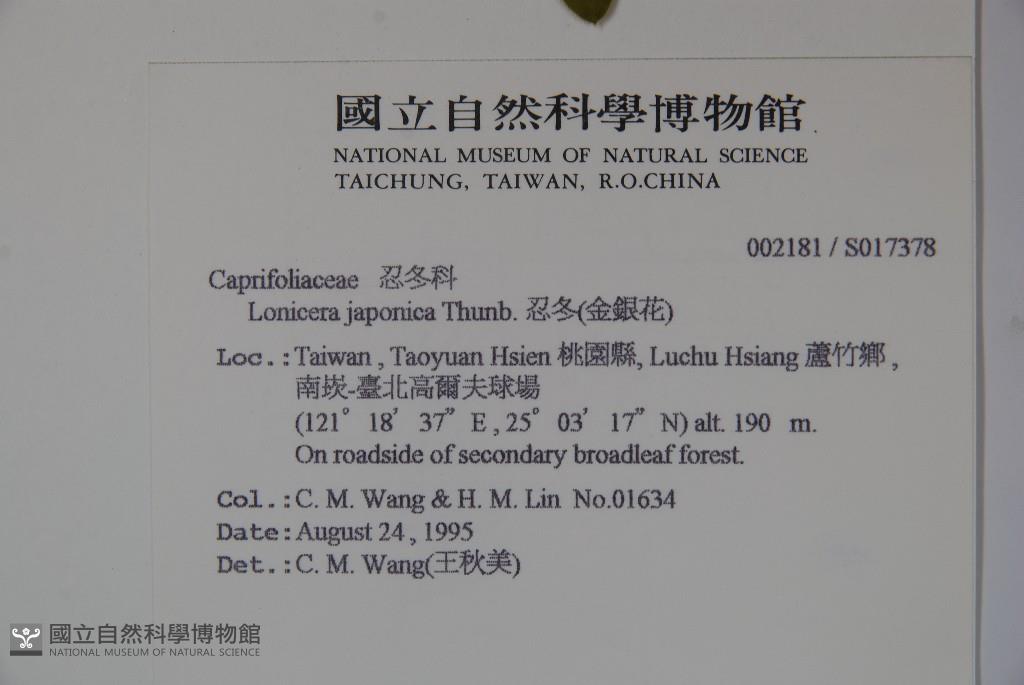 國立自然科學博物館
NATIONAL MUSEUM OF NATURAL SCIENCE
TAICHUNG, TAIWAN, R.O.CHINA
002181 / S017378
Caprifoliaceae 忍冬科
Lonicera japonica Thunb. 忍冬(金銀花)
Loc.:Taiwan , Taoyuan Hsien 桃園縣, Luchu Hsiang 蘆竹鄉 ,
南崁-臺北高爾夫球場
(121° 18' 37" E , 25° 03' 17" N) alt. 190 m.
On roadside of secondary broadleaf forest.
Col.:C. M. Wang & H. M. Lin No.01634
Date:August 24 , 1995
Det.:C. M. Wang(王秋美)
國立自然科學博物館
NATIONAL MUSEUM OF NATURAL SCIENCE